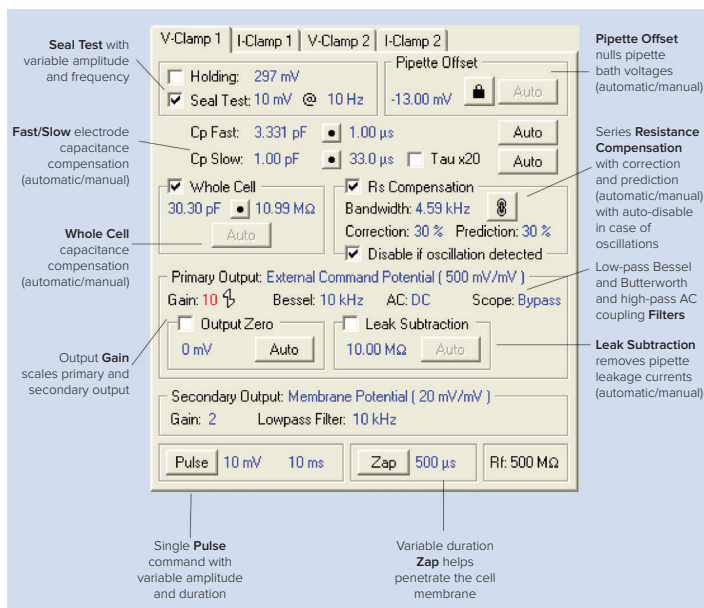 Seal Test with
variable amplitude
and frequency
Fast/Slow electrode
capacitance
compensation
(automatic/manual)
Whole Cell
capacitance
compensation
(automatic/manual)
Output Gain
scales primary and
secondary output
V-Clamp 1 I-Clamp 1 V-Clamp 2 I-Clamp 2
Holding: 297 mV
Seal Test: 10 mV @ 10 Hz
Pipette Offset
-13.00 mV Auto
Cp Fast: 3.331 pF 1.00 µs Auto
Cp Slow: 1.00 pF 33.0 µs Tau x20 Auto
Whole Cell
30.30 pF 10.99 MΩ
Auto
Rs Compensation
Bandwidth: 4.59 kHz
Correction: 30 % Prediction: 30 %
Disable if oscillation detected
Primary Output: External Command Potential ( 500 mV/mV )
Gain: 10 Bessel: 10 kHz AC: DC Scope: Bypass
Output Zero
0 mV Auto
Leak Subtraction
10.00 MΩ Auto
Secondary Output: Membrane Potential ( 20 mV/mV )
Gain: 2 Lowpass Filter: 10 kHz
Pulse 10 mV 10 ms Zap 500 µs Rf: 500 MΩ
Pipette Offset
nulls pipette
bath voltages
(automatic/manual)
Series Resistance
Compensation
with correction
and prediction
(automatic/manual)
with auto-disable
in case of
oscillations
Low-pass Bessel
and Butterworth
and high-pass AC
coupling Filters
Leak Subtraction
removes pipette
leakage currents
(automatic/manual)
Single Pulse
command with
variable amplitude
and duration
Variable duration
Zap helps
penetrate the cell
membrane